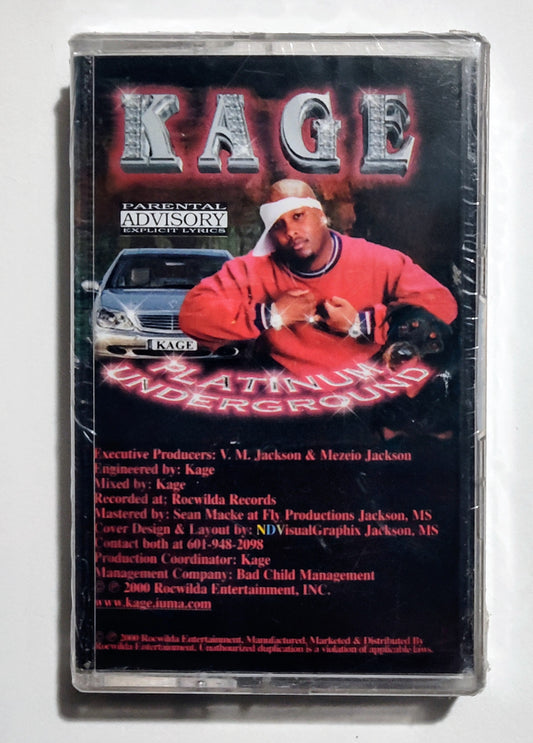 KAGE
PARENTAL
ADVISORY
EXPLICIT LYRICS
KAGE
PLATINUM
UNDERGROUND
Executive Producers: V. M. Jackson & Mezeio Jackson
Engineered by: Kage
Mixed by: Kage
Recorded at: Rocwilda Records
Mastered by: Sean Macke at Fly Productions Jackson, MS
Cover Design & Layout by: NDVisualGraphix Jackson, MS
Contact both at 601-948-2098
Production Coordinator: Kage
Management Company: Bad Child Management
© ℗ 2000 Rocwilda Entertainment, INC.
www.kage.iuma.com
℗ © 2000 Rocwilda Entertainment, Manufactured, Marketed & Distributed By
Rocwilda Entertainment. Unathourized duplication is a violation of applicable laws.